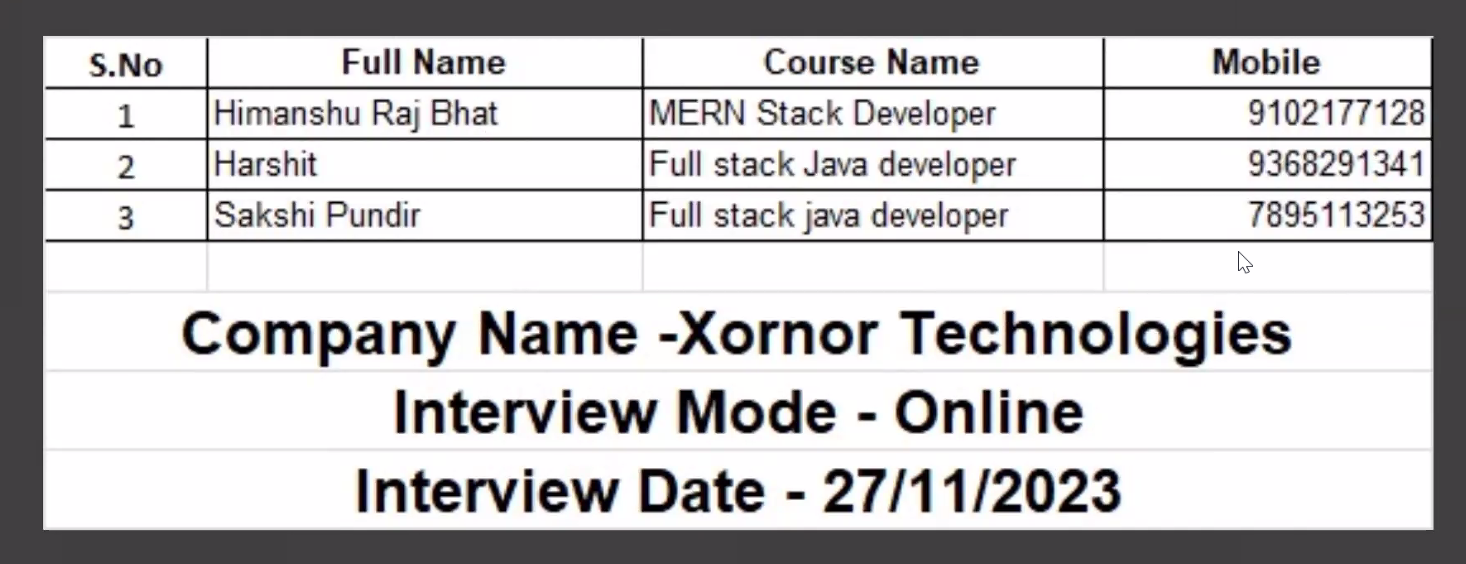 S.No Full Name Course Name Mobile
1 Himanshu Raj Bhat MERN Stack Developer 9102177128
2 Harshit Full stack Java developer 9368291341
3 Sakshi Pundir Full stack java developer 7895113253
Company Name -Xornor Technologies
Interview Mode - Online
Interview Date - 27/11/2023